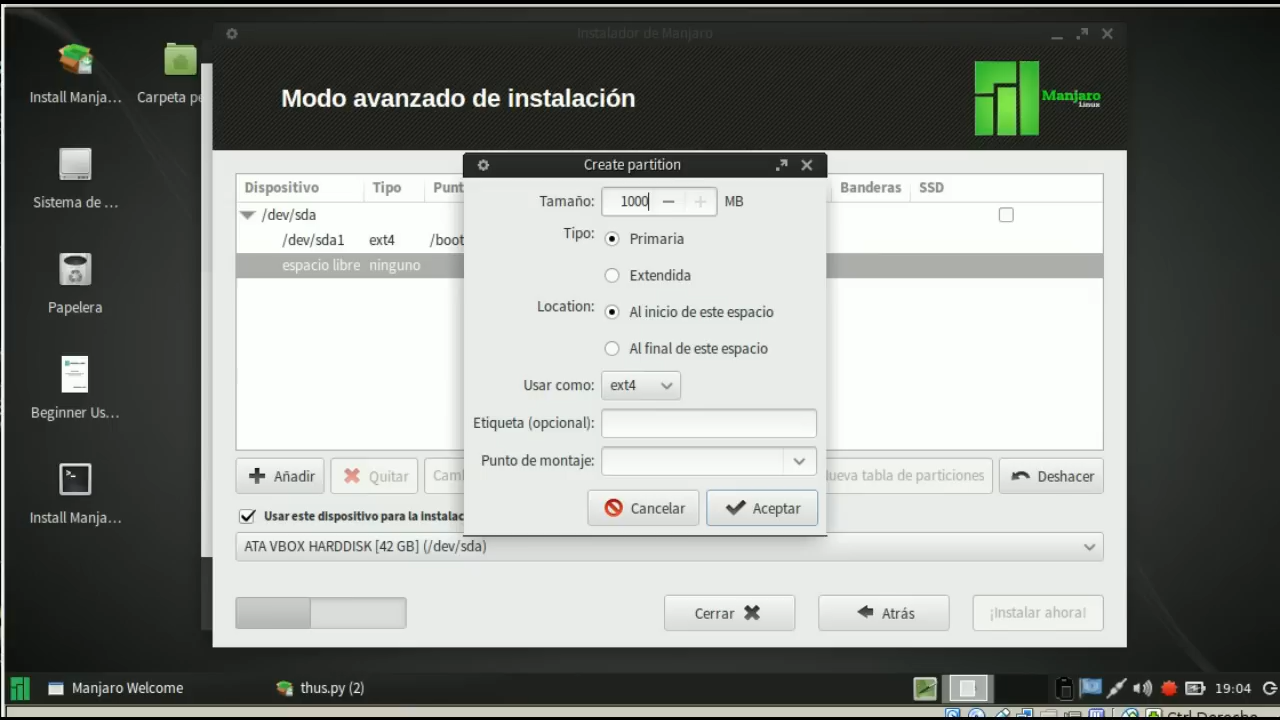 Instalador de Manjaro
Install Manja...
Carpeta pe
Modo avanzado de instalación
Manjaro
Linux
Create partition
Sistema de ...
Dispositivo Tipo Punt Banderas SSD
/dev/sda
/dev/sda1 ext4 /boot
espacio libre ninguno
Tamaño: 1000 MB
Tipo: Primaria
Extendida
Location: Al inicio de este espacio
Al final de este espacio
Usar como: ext4
Etiqueta (opcional):
Punto de montaje:
Cancelar Aceptar
Papelera
Beginner Us...
Install Manja...
Añadir Quitar Cam ueva tabla de particiones Deshacer
Usar este dispositivo para la instalac
ATA VBOX HARDDISK [42 GB] (/dev/sda)
Cerrar Atrás ¡Instalar ahora!
Manjaro Welcome thus.py (2) 19:04
Ctrl Derecho